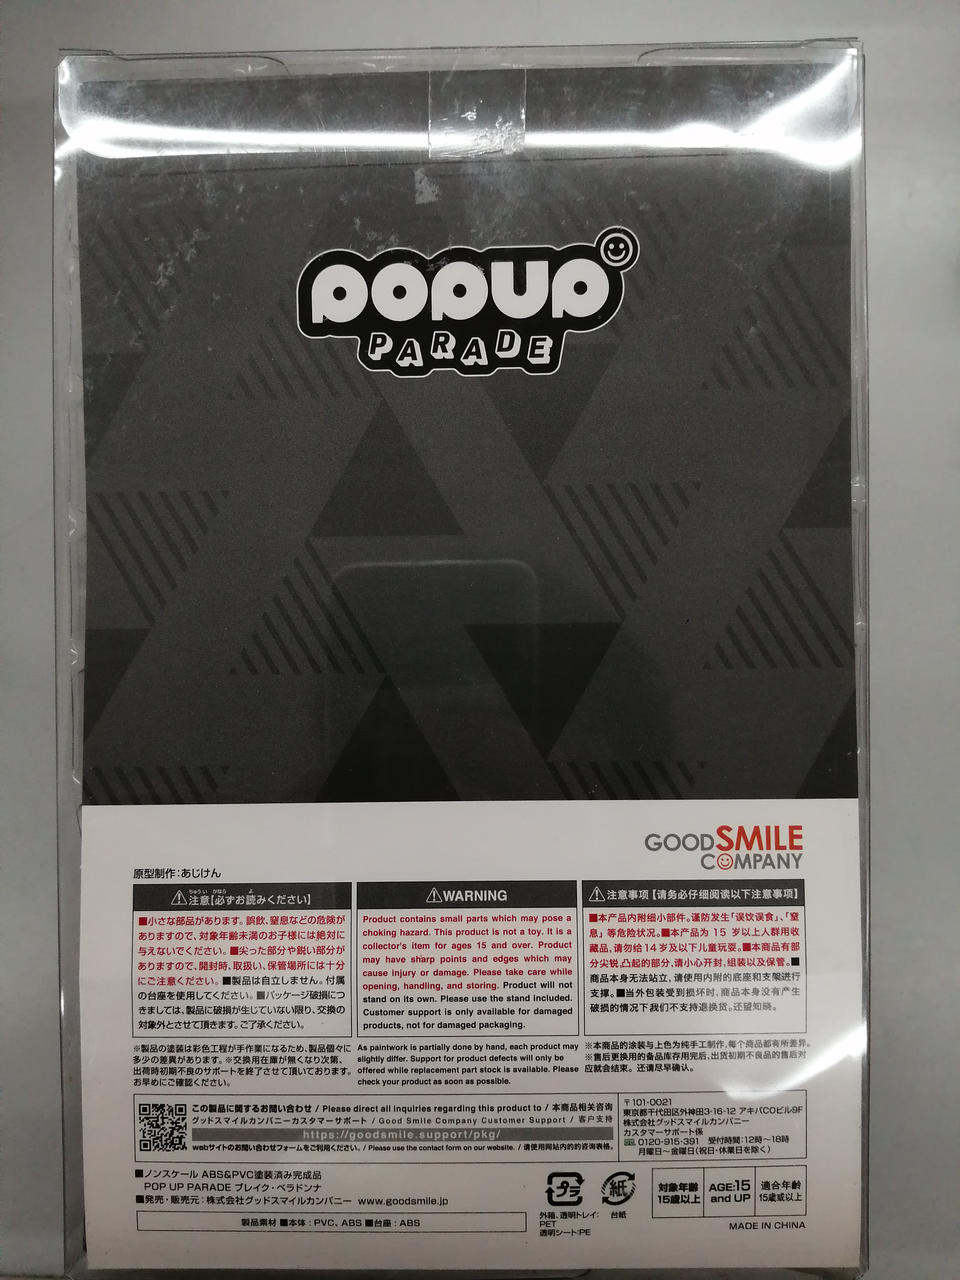 POPUP
PARADE
GOODSMILE
COMPANY
原型制作:あじけん
⚠注意【必ずお読みください】
ちゅうい かなら よ
■小さな部品があります。誤飲、窒息などの危険が
ありますので、対象年齢未満のお子様には絶対に
与えないでください。■尖った部分や鋭い部分が
ありますので、開封時、取扱い、保管場所には十分
にご注意ください。■製品は自立しません。付属
の台座を使用してください。■パッケージ破損につ
きましては、製品に破損が生じていない限り、交換の
対象外とさせて頂きます。ご了承ください。
⚠WARNING
Product contains small parts which may pose a
choking hazard. This product is not a toy. It is a
collector's item for ages 15 and over. Product
may have sharp points and edges which may
cause injury or damage. Please take care while
opening, handling, and storing. Product will not
stand on its own. Please use the stand included.
Customer support is only available for damaged
products, not for damaged packaging.
⚠注意事项【请务必仔细阅读以下注意事项】
■本产品内附细小部件。谨防发生「误饮误食」、「窒
息」等危险状况。■本产品为 15 岁以上人群用收
藏品,请勿给14岁及以下儿童玩耍。■本商品有部
分尖锐,凸起的部分,请小心开封,组装以及保管。■
商品本身无法站立,请使用内附的底座和支架进行
支撑。■当外包装受到损坏时,商品本身没有产生
破损的情况下我们不支持退换货。还望知晓。
※製品の塗装は彩色工程が手作業になるため、製品個々に
多少の差異があります。※交換用在庫が無くなり次第、
出荷時初期不良のサポートを終了させて頂いております。
お早めにご確認ください。
As paintwork is partially done by hand, each product may
slightly differ. Support for product defects will only be
offered while replacement part stock is available. Please
check your product as soon as possible.
※本商品的涂装与上色为纯手工制作,每个商品都有所差异。
※售后更换用的备品库存用完后,出货初期不良品的售后对
应就会结束。还请尽早确认。
この製品に関するお問い合わせ / Please direct all inquiries regarding this product to / 本商品相关咨询
グッドスマイルカンパニーカスタマーサポート / Good Smile Company Customer Support / 客户支持
https://goodsmile.support/pkg/
webサイトのお問い合わせフォームをご利用ください。 / Please use the contact form on our website. / 请使用网站内的的咨询表格。
〒101-0021
東京都千代田区外神田3-16-12 アキバCOビル9F
株式会社グッドスマイルカンパニー
カスタマーサポート係
0120-915-391 受付時間:12時〜18時
月曜日〜金曜日(祝日・休業日を除く)
■ノンスケール ABS&PVC塗装済み完成品
POP UP PARADE ブレイク・ベラドンナ
■発売・販売元:株式会社グッドスマイルカンパニー www.goodsmile.jp
製品素材 ■本体:PVC、ABS ■台座:ABS
プラ
外箱、透明トレイ:
PET
透明シート:PE
紙
台紙
対象年齢
15歳以上
AGE:15
and UP
适合年龄
15歳或以上
MADE IN CHINA